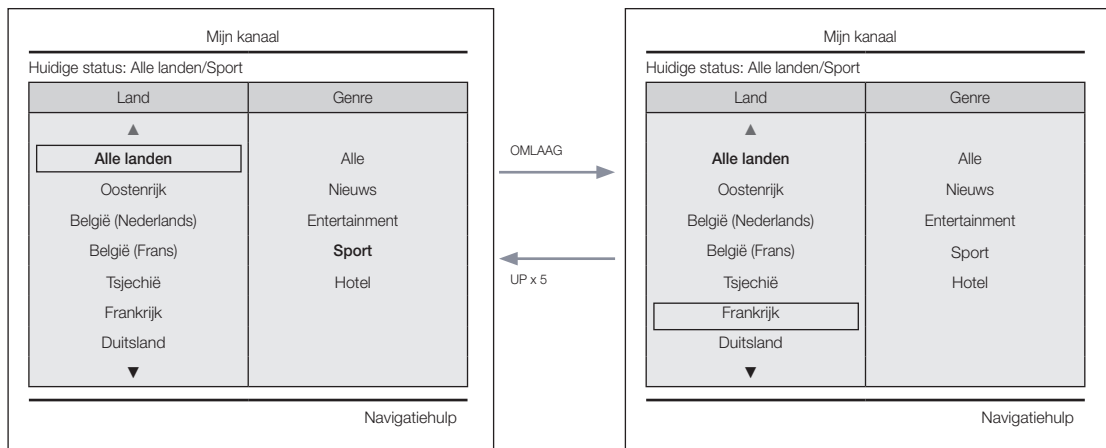 Mijn kanaal
Huidige status: Alle landen/Sport
Land Genre
▲
Alle landen Alle
Oostenrijk Nieuws
België (Nederlands) Entertainment
België (Frans) Sport
Tsjechië Hotel
Frankrijk
Duitsland
▼
Navigatiehulp
OMLAAG
UP x 5
Mijn kanaal
Huidige status: Alle landen/Sport
Land Genre
▲
Alle landen Alle
Oostenrijk Nieuws
België (Nederlands) Entertainment
België (Frans) Sport
Tsjechië Hotel
Frankrijk
Duitsland
▼
Navigatiehulp